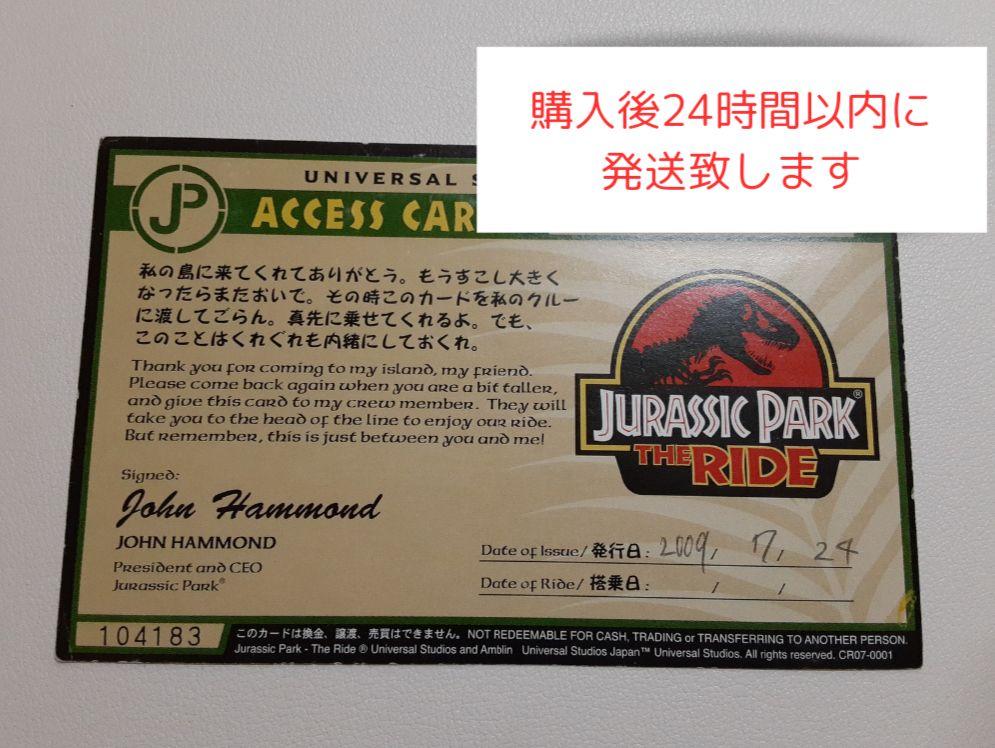 購入後24時間以内に
発送致します
JP
UNIVERSAL S
ACCESS CAR
私の島に来てくれてありがとう。もうすこし大きく
なったらまたおいで。その時このカードを私のクルー
に渡してごらん。真先に乗せてくれるよ。でも、
このことはくれぐれも内緒にしておくれ。
Thank you for coming to my island, my friend.
Please come back again when you are a bit taller,
and give this card to my crew member. They will
take you to the head of the line to enjoy our ride.
But remember, this is just between you and me!
JURASSIC PARK®
THE RIDE
Signed:
John Hammond
JOHN HAMMOND
President and CEO
Jurassic Park®
Date of Issue/発行日: 2009, 7, 24
Date of Ride/搭乗日: / /
104183
このカードは換金、譲渡、売買はできません。NOT REDEEMABLE FOR CASH, TRADING or TRANSFERRING TO ANOTHER PERSON.
Jurassic Park - The Ride ® Universal Studios and Amblin Universal Studios Japan™ Universal Studios. All rights reserved. CR07-0001